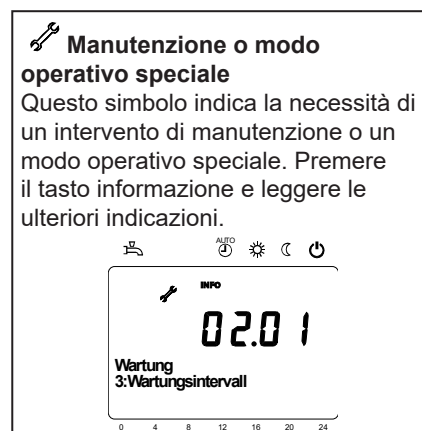 Manutenzione o modo
operativo speciale
Questo simbolo indica la necessità di
un intervento di manutenzione o un
modo operativo speciale. Premere
il tasto informazione e leggere le
ulteriori indicazioni.
AUTO
INFO
02.01
Wartung
3:Wartungsintervall
0 4 8 12 16 20 24